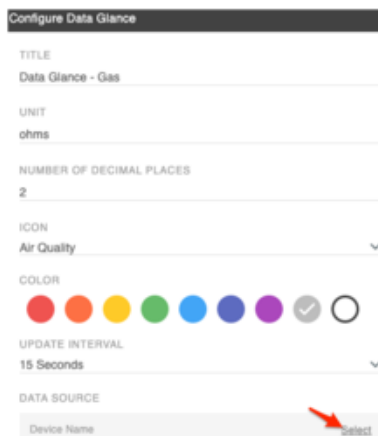 Configure Data Glance
TITLE
Data Glance - Gas
UNIT
ohms
NUMBER OF DECIMAL PLACES
2
ICON
Air Quality
COLOR
UPDATE INTERVAL
15 Seconds
DATA SOURCE
Device Name Select